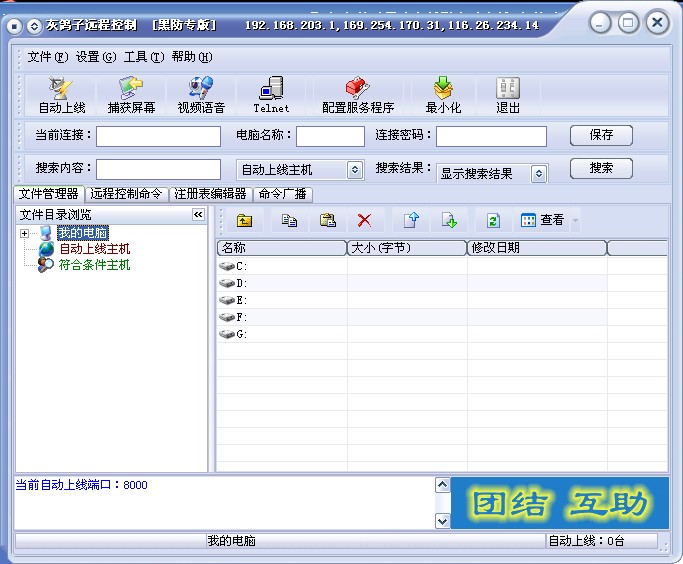 灰鸽子远程控制 [黑防专版] 192.168.203.1,169.254.170.31,116.26.234.14
文件(F) 设置(G) 工具(T) 帮助(H)
自动上线 捕获屏幕 视频语音 Telnet 配置服务程序 最小化 退出
当前连接： 电脑名称： 连接密码： 保存
搜索内容： 自动上线主机 搜索结果： 显示搜索结果 搜索
文件管理器 远程控制命令 注册表编辑器 命令广播
文件目录浏览
查看
我的电脑
自动上线主机
符合条件主机
名称 大小(字节) 修改日期
C:
D:
E:
F:
G:
当前自动上线端口：8000
团结 互助
我的电脑 自动上线：0台